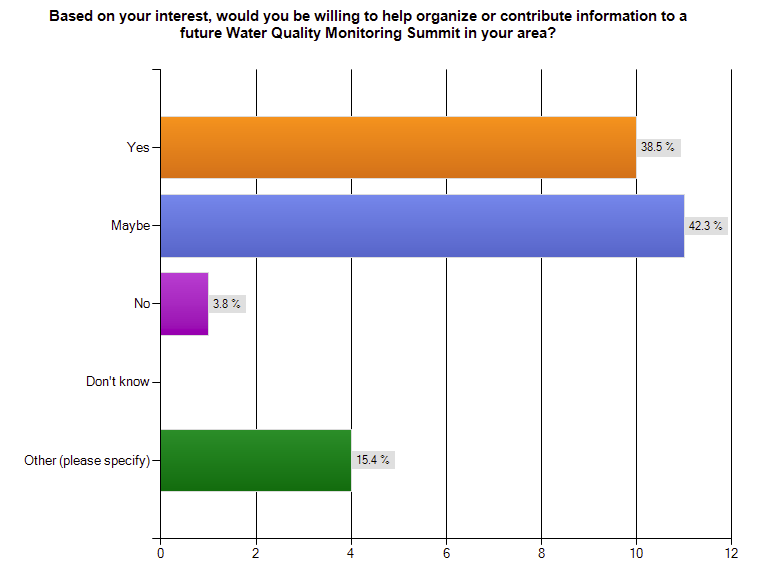 Based on your interest, would you be willing to help organize or contribute information to a
future Water Quality Monitoring Summit in your area?
Yes
38.5 %
Maybe
42.3 %
No
3.8 %
Don't know
Other (please specify)
15.4 %
0 2 4 6 8 10 12